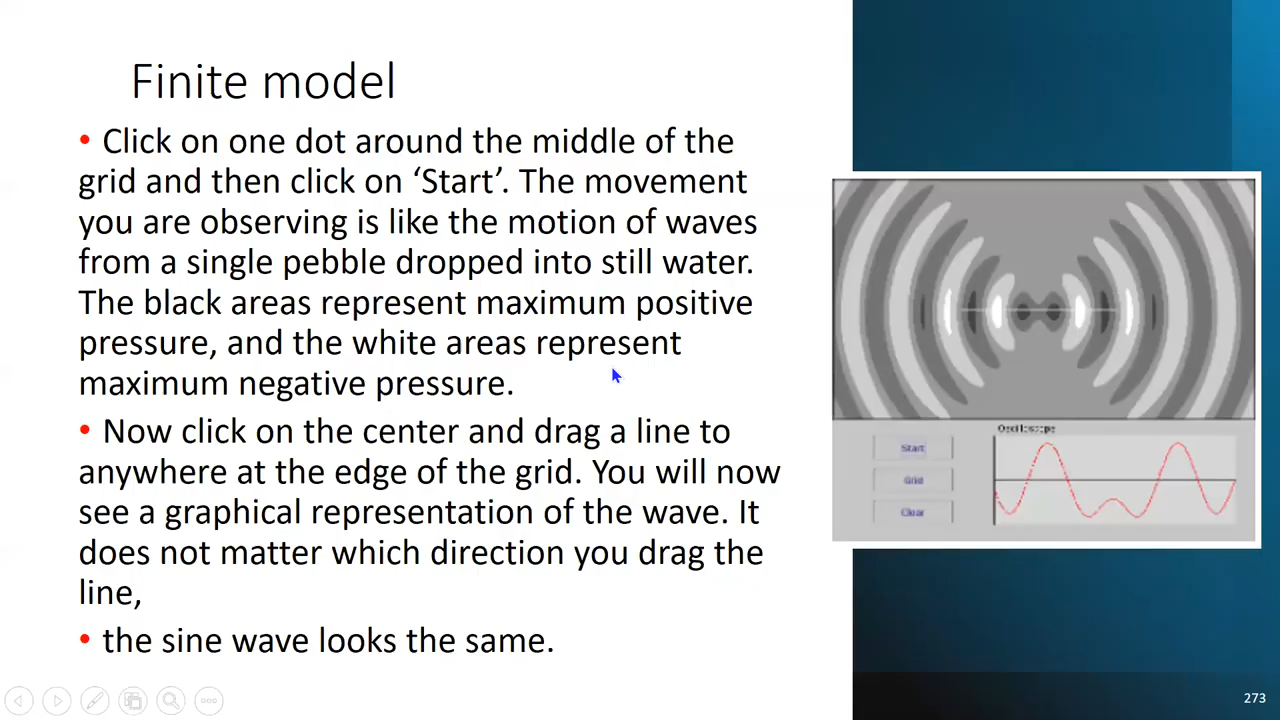 Finite model
• Click on one dot around the middle of the
grid and then click on ‘Start’. The movement
you are observing is like the motion of waves
from a single pebble dropped into still water.
The black areas represent maximum positive
pressure, and the white areas represent
maximum negative pressure.
• Now click on the center and drag a line to
anywhere at the edge of the grid. You will now
see a graphical representation of the wave. It
does not matter which direction you drag the
line,
• the sine wave looks the same.
Oscilloscope
Start
Grid
Clear
273